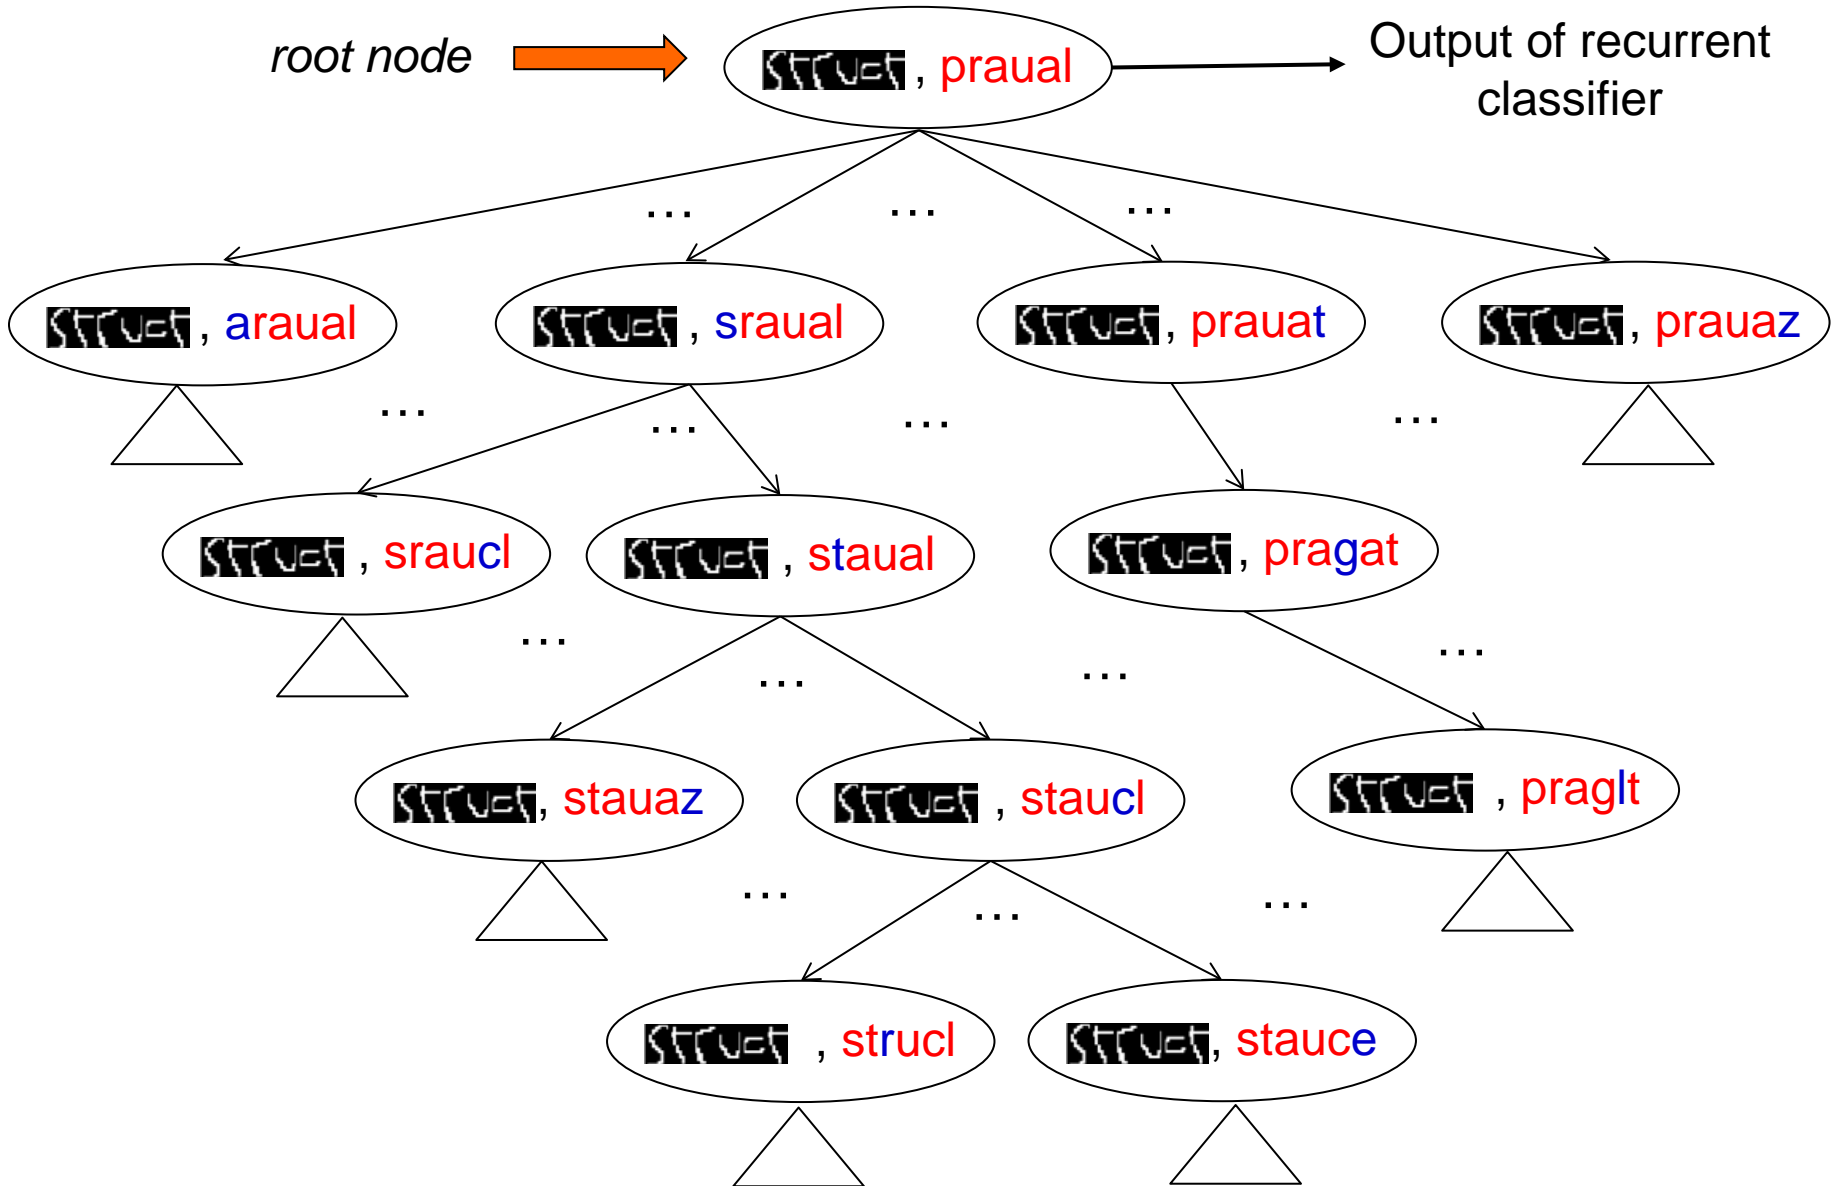 root node
Struct , praual
Output of recurrent
classifier
… … …
Struct , araual
Struct , sraual
Struct , prauat
Struct , prauaz
… … … …
Struct , sraucl
Struct , staual
Struct , pragat
… … … …
Struct , stauaz
Struct , staucl
Struct , praglt
… … …
Struct , strucl
Struct , stauce